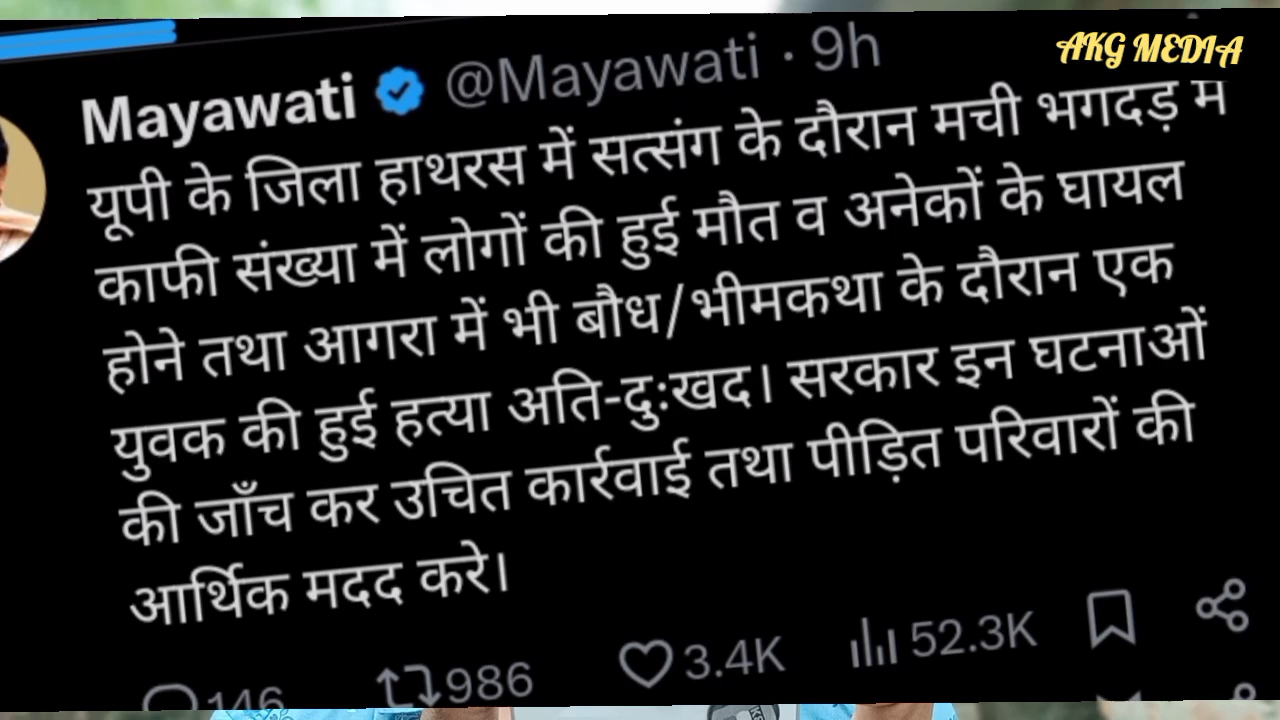 AKG MEDIA
Mayawati @Mayawati · 9h
यूपी के जिला हाथरस में सत्संग के दौरान मची भगदड़ में
काफी संख्या में लोगों की हुई मौत व अनेकों के घायल
होने तथा आगरा में भी बौध/भीमकथा के दौरान एक
युवक की हुई हत्या अति-दुःखद। सरकार इन घटनाओं
की जाँच कर उचित कार्रवाई तथा पीड़ित परिवारों की
आर्थिक मदद करे।
146 986 3.4K 52.3K